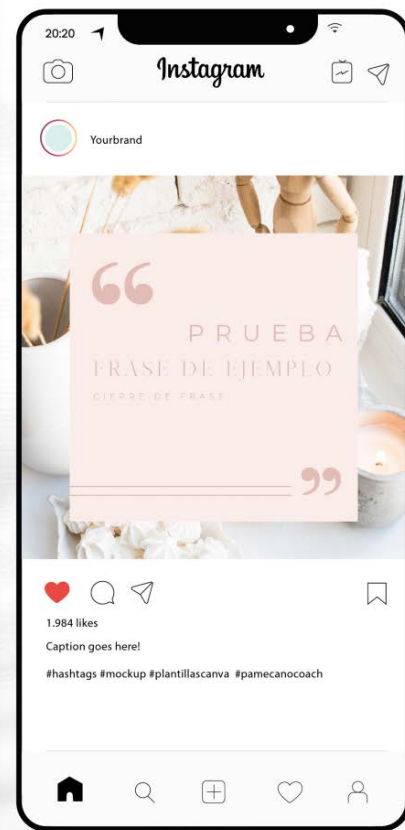 20:20
Instagram
Yourbrand
“
PRUEBA
FRASE DE EJEMPLO
CIERRE DE FRASE
”
1.984 likes
Caption goes here!
#hashtags #mockup #plantillascanva #pamecanocoach